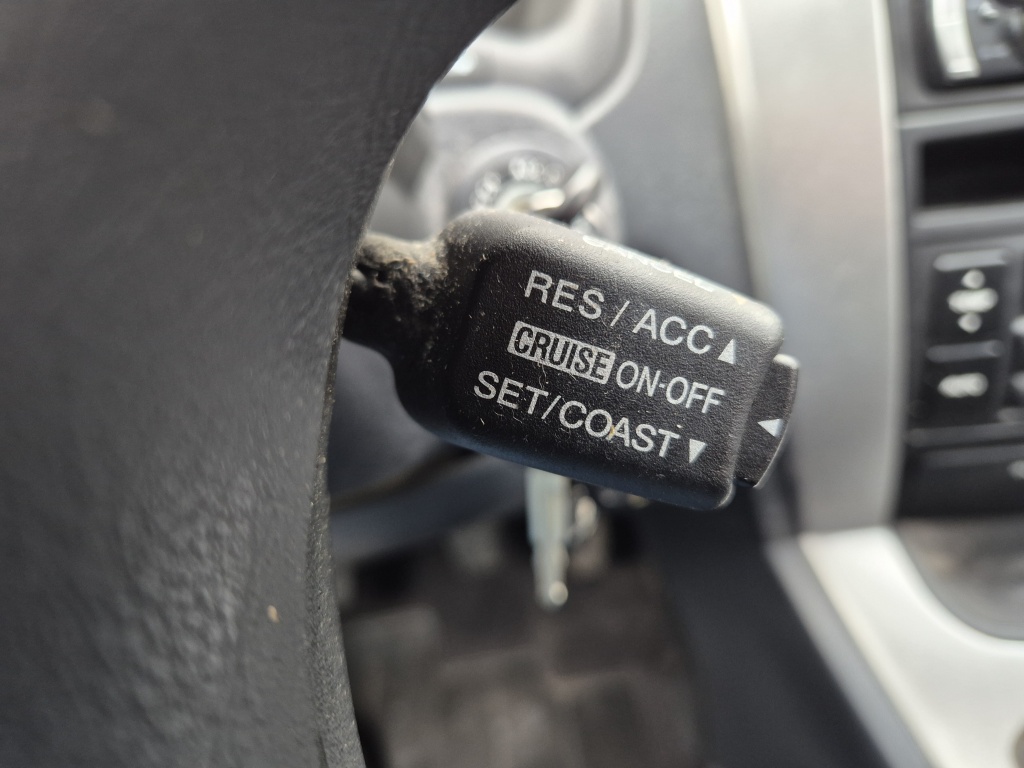 RES / ACC ▲
CRUISE ON-OFF
SET/COAST ▼